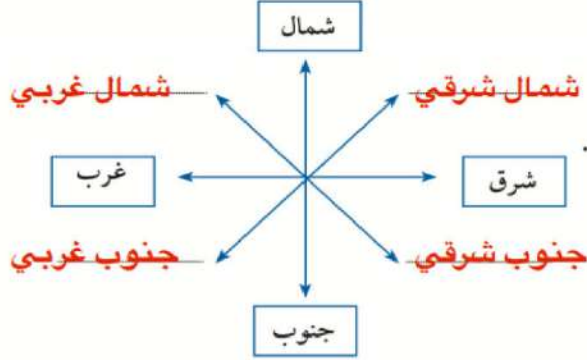 شمال
شمال شرقي
شمال غربي
شرق
غرب
جنوب شرقي
جنوب غربي
جنوب